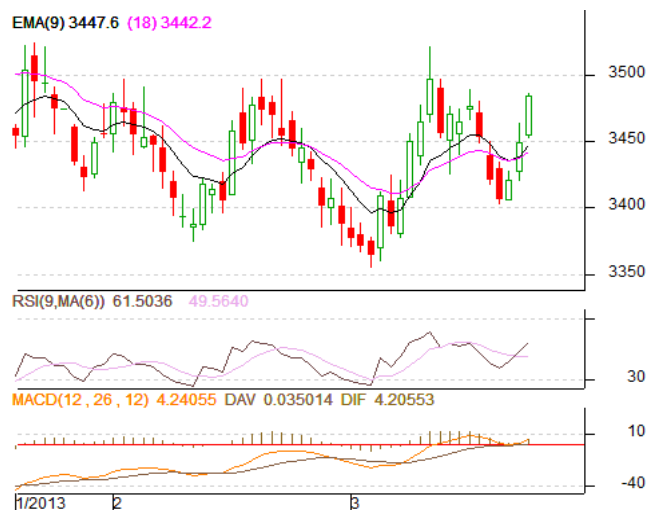 EMA(9) 3447.6 (18) 3442.2
3500
3450
3400
3350
RSI(9,MA(6)) 61.5036 49.5640
30
MACD(12 , 26 , 12) 4.24055 DAV 0.035014 DIF 4.20553
10
-40
1/2013 2 3